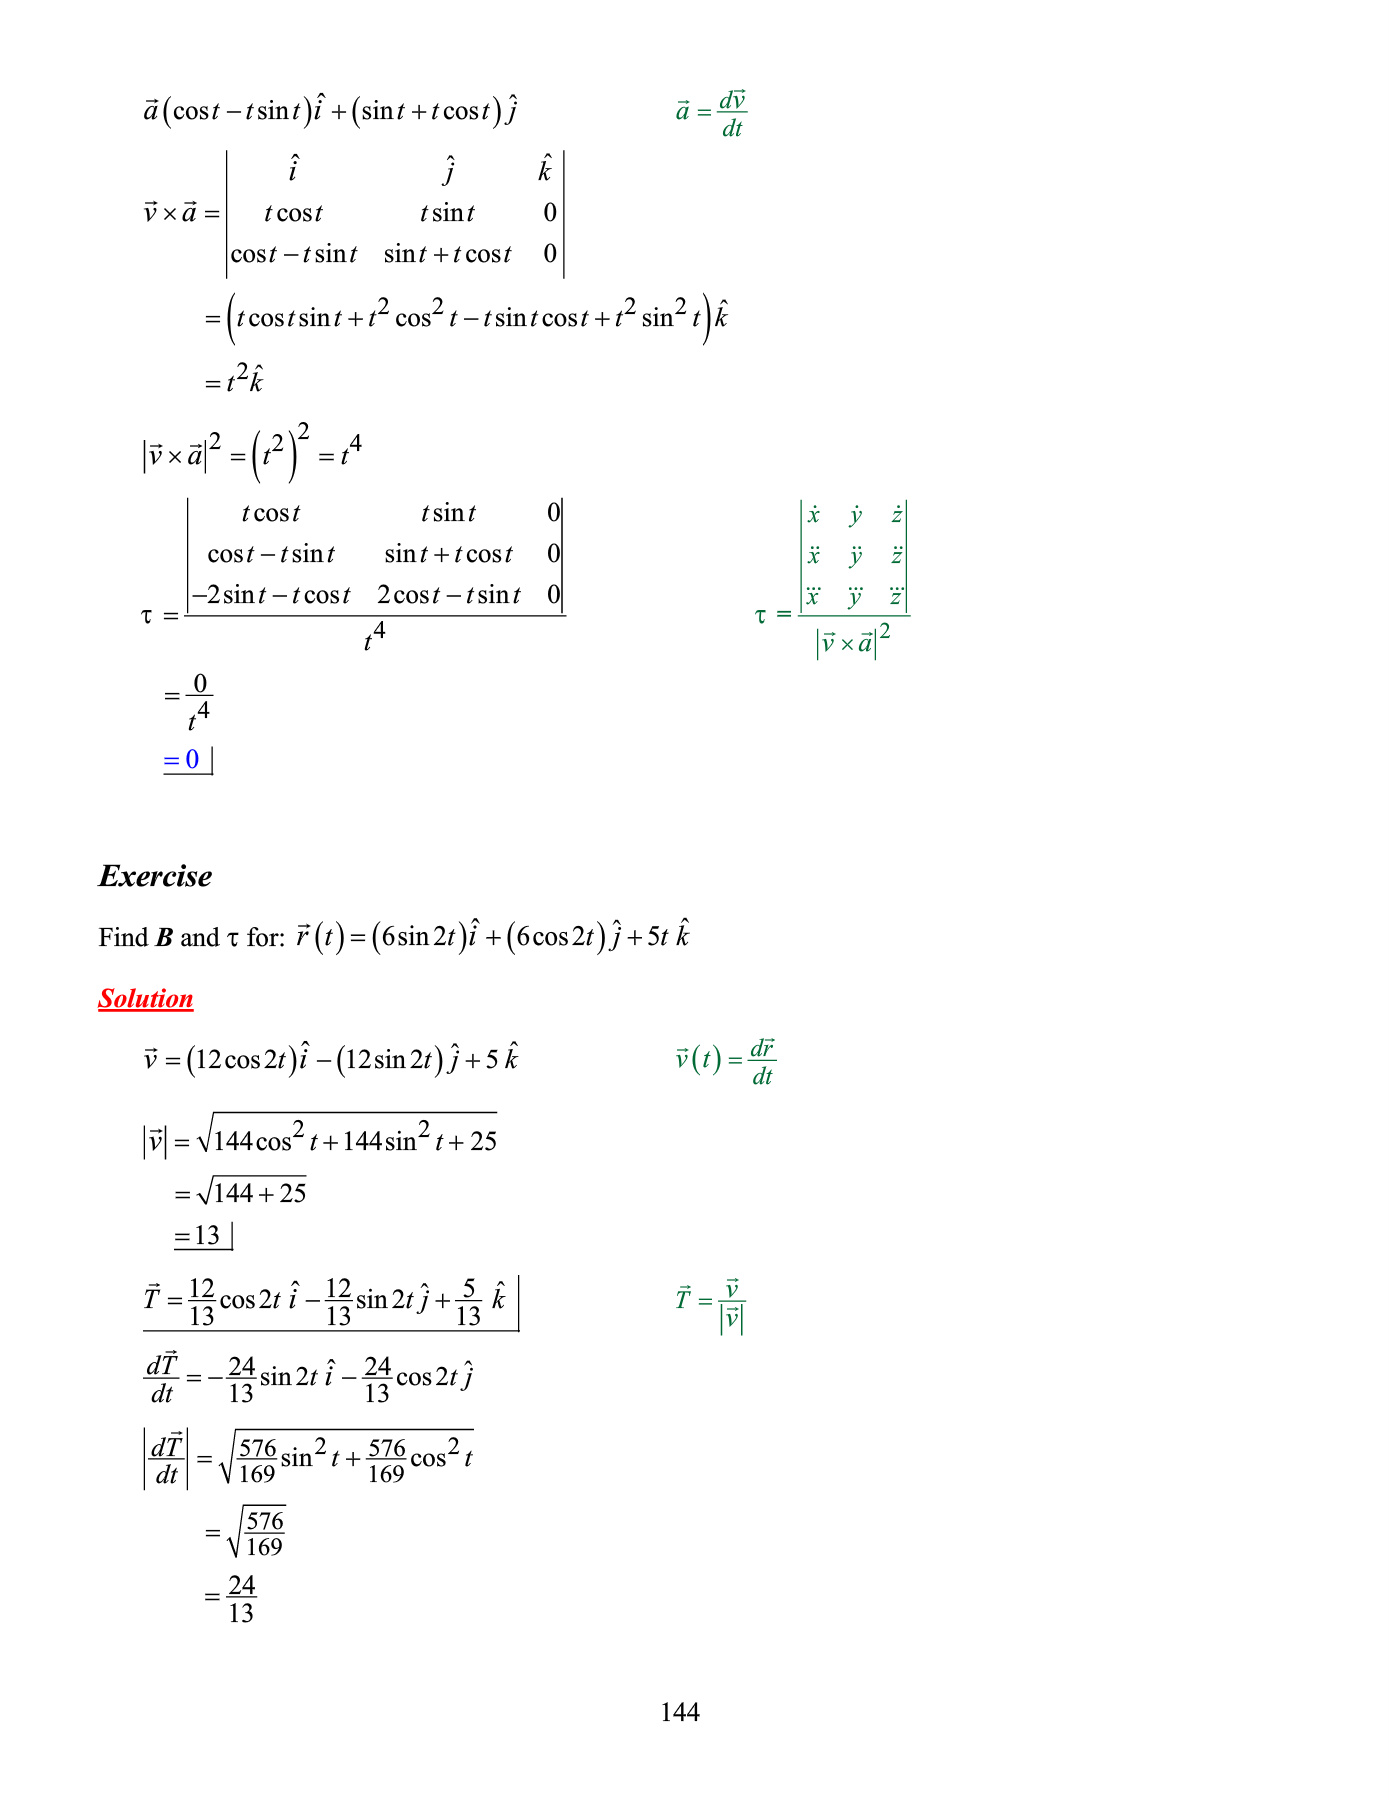 $\vec{a}(\cos t - t\sin t)\hat{i} + (\sin t + t\cos t)\hat{j}$ $\vec{a} = \frac{d\vec{v}}{dt}$
$\vec{v}\times\vec{a} = \begin{vmatrix} \hat{i} & \hat{j} & \hat{k} \\ t\cos t & t\sin t & 0 \\ \cos t - t\sin t & \sin t + t\cos t & 0 \end{vmatrix}$
$= \left(t\cos t\sin t + t^2\cos^2 t - t\sin t\cos t + t^2\sin^2 t\right)\hat{k}$
$= t^2\hat{k}$
$|\vec{v}\times\vec{a}|^2 = \left(t^2\right)^2 = t^4$
$\tau = \frac{\begin{vmatrix} t\cos t & t\sin t & 0 \\ \cos t - t\sin t & \sin t + t\cos t & 0 \\ -2\sin t - t\cos t & 2\cos t - t\sin t & 0 \end{vmatrix}}{t^4}$ $\tau = \frac{\begin{vmatrix} \dot{x} & \dot{y} & \dot{z} \\ \ddot{x} & \ddot{y} & \ddot{z} \\ \dddot{x} & \dddot{y} & \dddot{z} \end{vmatrix}}{|\vec{v}\times\vec{a}|^2}$
$= \frac{0}{t^4}$
$= 0$
Exercise
Find B and τ for: $\vec{r}(t) = (6\sin 2t)\hat{i} + (6\cos 2t)\hat{j} + 5t\,\hat{k}$
Solution
$\vec{v} = (12\cos 2t)\hat{i} - (12\sin 2t)\hat{j} + 5\,\hat{k}$ $\vec{v}(t) = \frac{d\vec{r}}{dt}$
$|\vec{v}| = \sqrt{144\cos^2 t + 144\sin^2 t + 25}$
$= \sqrt{144 + 25}$
$= 13$
$\vec{T} = \frac{12}{13}\cos 2t\,\hat{i} - \frac{12}{13}\sin 2t\,\hat{j} + \frac{5}{13}\,\hat{k}$ $\vec{T} = \frac{\vec{v}}{|\vec{v}|}$
$\frac{d\vec{T}}{dt} = -\frac{24}{13}\sin 2t\,\hat{i} - \frac{24}{13}\cos 2t\,\hat{j}$
$\left|\frac{d\vec{T}}{dt}\right| = \sqrt{\frac{576}{169}\sin^2 t + \frac{576}{169}\cos^2 t}$
$= \sqrt{\frac{576}{169}}$
$= \frac{24}{13}$
144